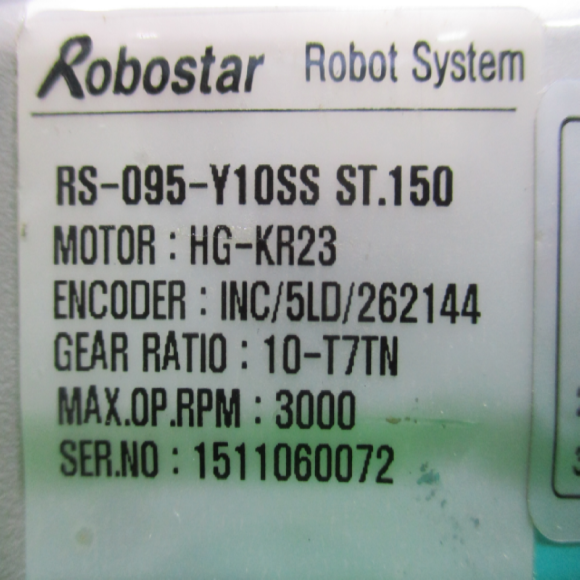 Robostar Robot System
RS-095-Y10SS ST.150
MOTOR : HG-KR23
ENCODER : INC/5LD/262144
GEAR RATIO : 10-T7TN
MAX.OP.RPM : 3000
SER.NO : 1511060072